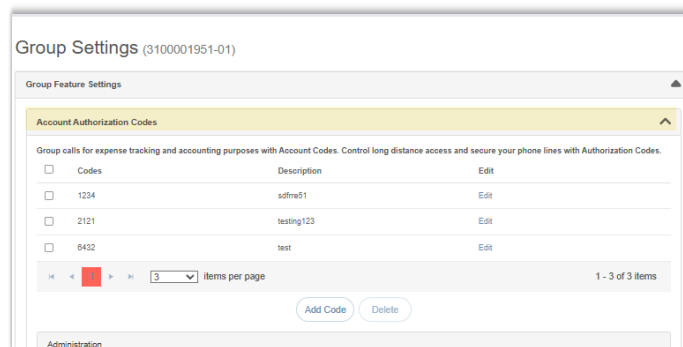 Group Settings (3100001951-01)
Group Feature Settings
Account Authorization Codes
Group calls for expense tracking and accounting purposes with Account Codes. Control long distance access and secure your phone lines with Authorization Codes.
Codes Description Edit
1234 sdfrre51 Edit
2121 testing123 Edit
6432 test Edit
1 3 items per page 1 - 3 of 3 items
Add Code Delete
Administration